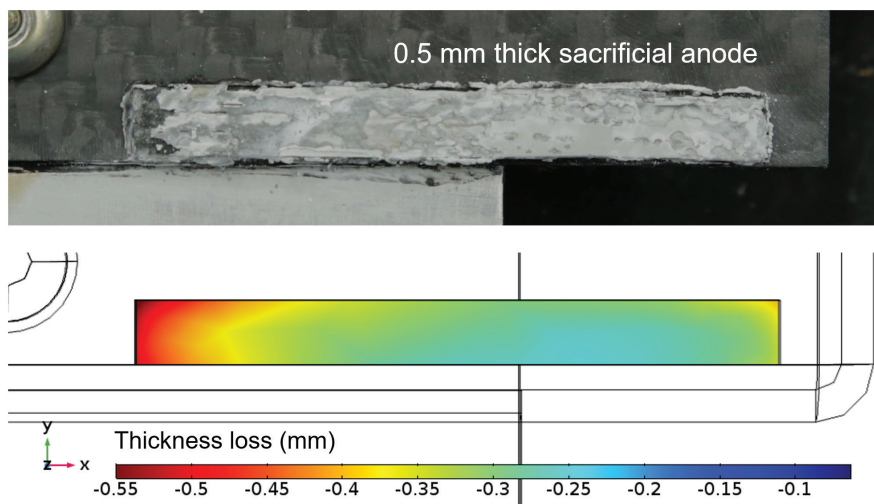 0.5 mm thick sacrificial anode
y
z x
Thickness loss (mm)
-0.55 -0.5 -0.45 -0.4 -0.35 -0.3 -0.25 -0.2 -0.15 -0.1